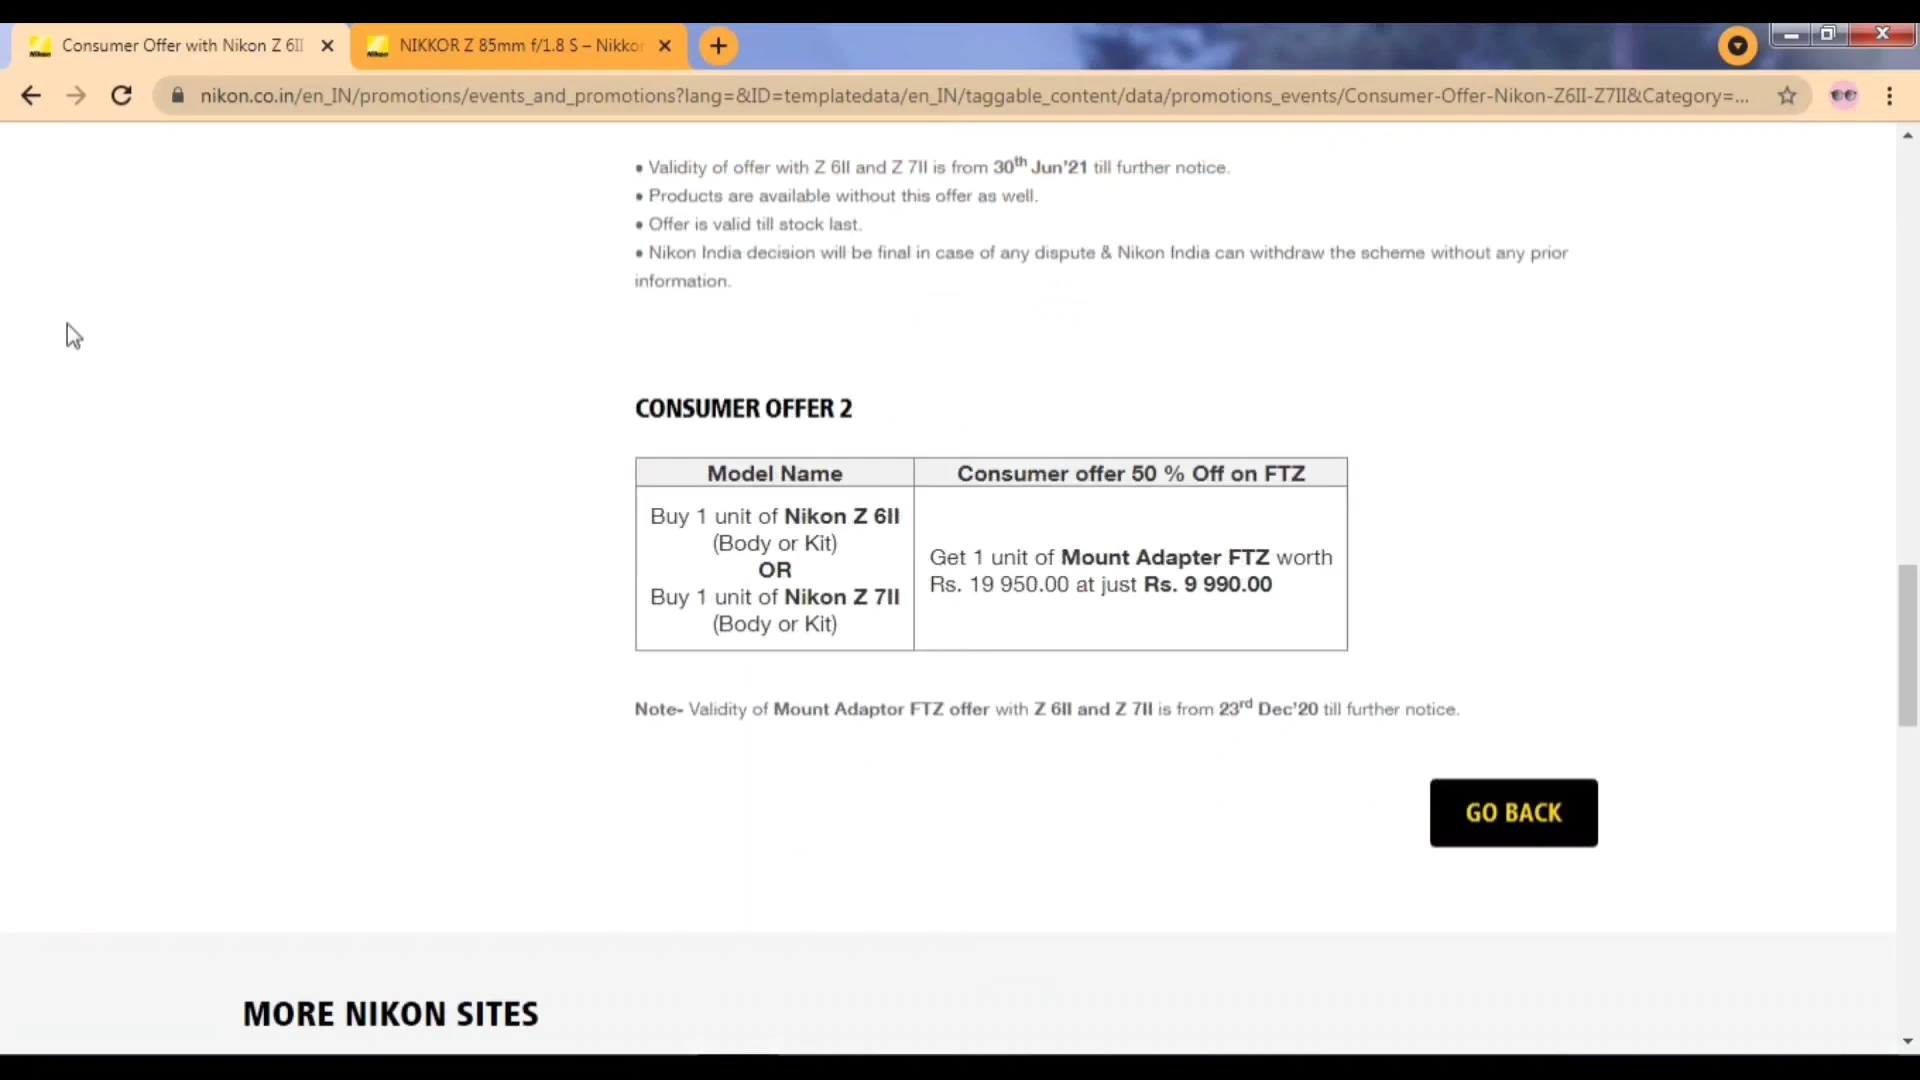 Consumer Offer with Nikon Z 6II
NIKKOR Z 85mm f/1.8 S – Nikkor
nikon.co.in/en_IN/promotions/events_and_promotions?lang=&ID=templatedata/en_IN/taggable_content/data/promotions_events/Consumer-Offer-Nikon-Z6II-Z7II&Category=...
• Validity of offer with Z 6II and Z 7II is from 30th Jun'21 till further notice.
• Products are available without this offer as well.
• Offer is valid till stock last.
• Nikon India decision will be final in case of any dispute & Nikon India can withdraw the scheme without any prior
information.
CONSUMER OFFER 2
Model Name
Consumer offer 50 % Off on FTZ
Buy 1 unit of Nikon Z 6II
(Body or Kit)
OR
Buy 1 unit of Nikon Z 7II
(Body or Kit)
Get 1 unit of Mount Adapter FTZ worth
Rs. 19 950.00 at just Rs. 9 990.00
Note- Validity of Mount Adaptor FTZ offer with Z 6II and Z 7II is from 23rd Dec'20 till further notice.
GO BACK
MORE NIKON SITES